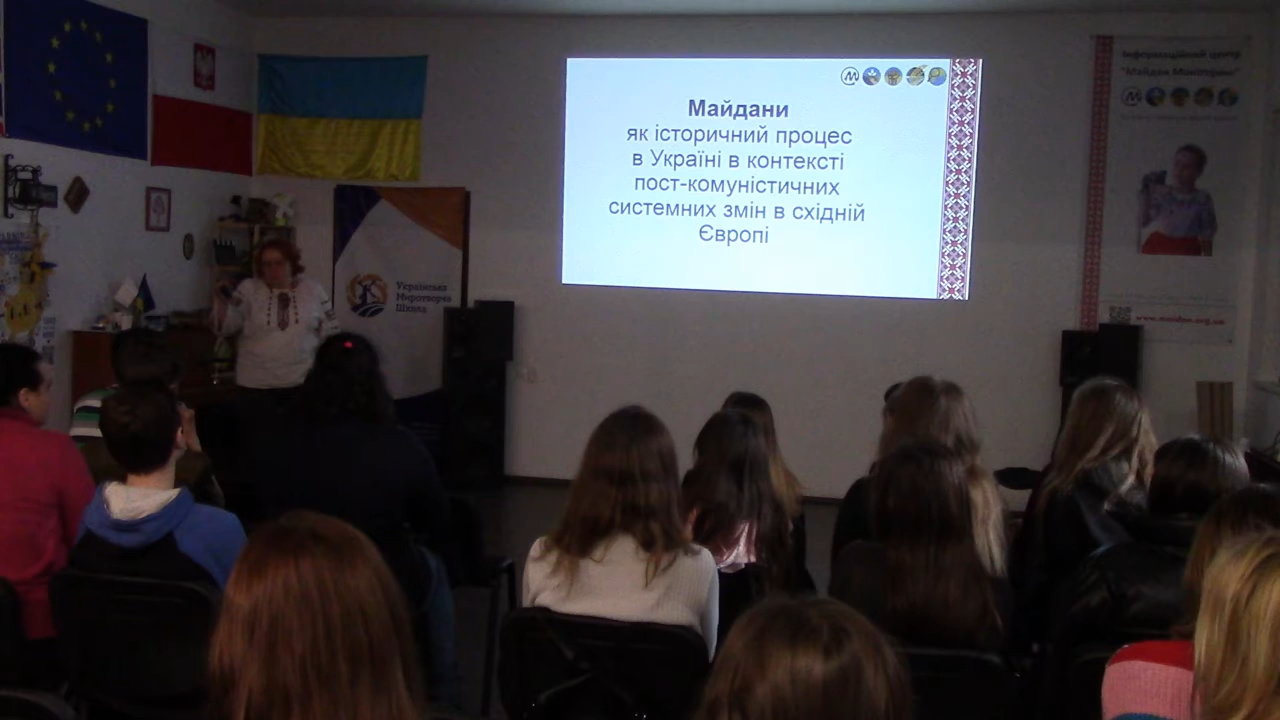 Майдани
як історичний процес
в Україні в контексті
пост-комуністичних
системних змін в східній
Європі
Українська
Миротворча
Школа
Інформаційний центр
"Майдан Моніторинг"
www.maidan.org.ua